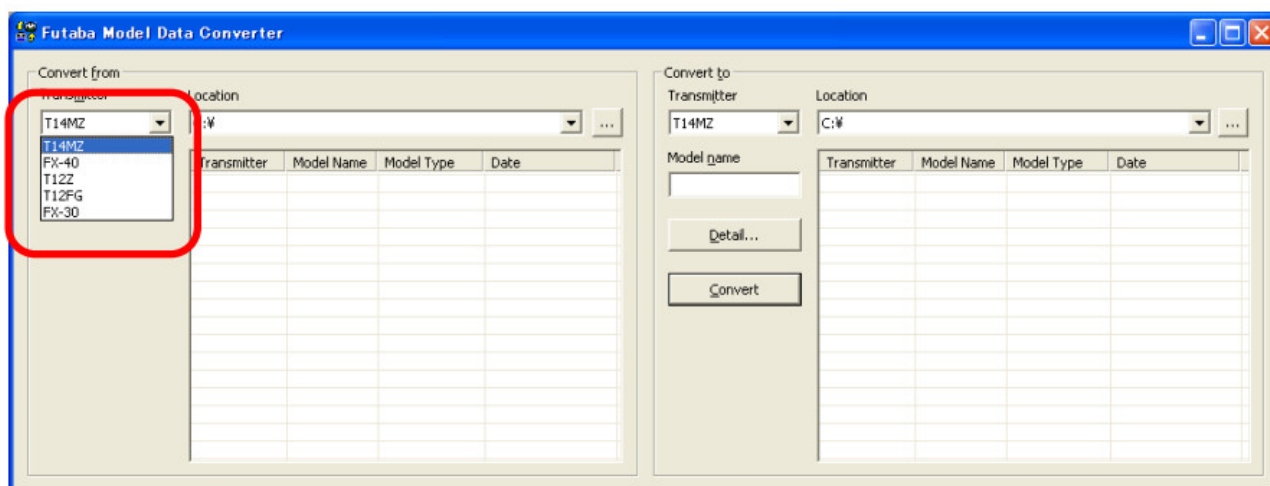 Futaba Model Data Converter
Convert from
Transmitter
Location
T14MZ
C:¥
...
T14MZ
FX-40
T12Z
T12FG
FX-30
Transmitter Model Name Model Type Date
Convert to
Transmitter
Location
T14MZ
C:¥
...
Model name
Detail...
Convert
Transmitter Model Name Model Type Date